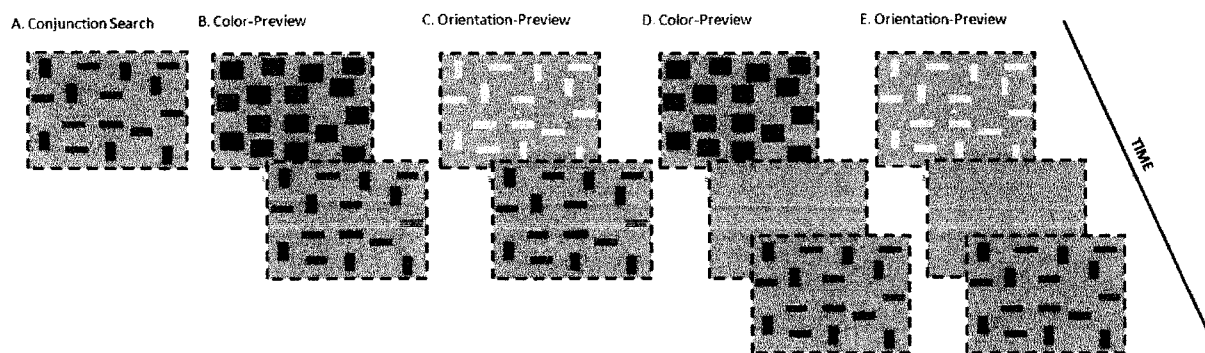 A. Conjunction Search
B. Color-Preview
C. Orientation-Preview
D. Color-Preview
E. Orientation-Preview
TIME